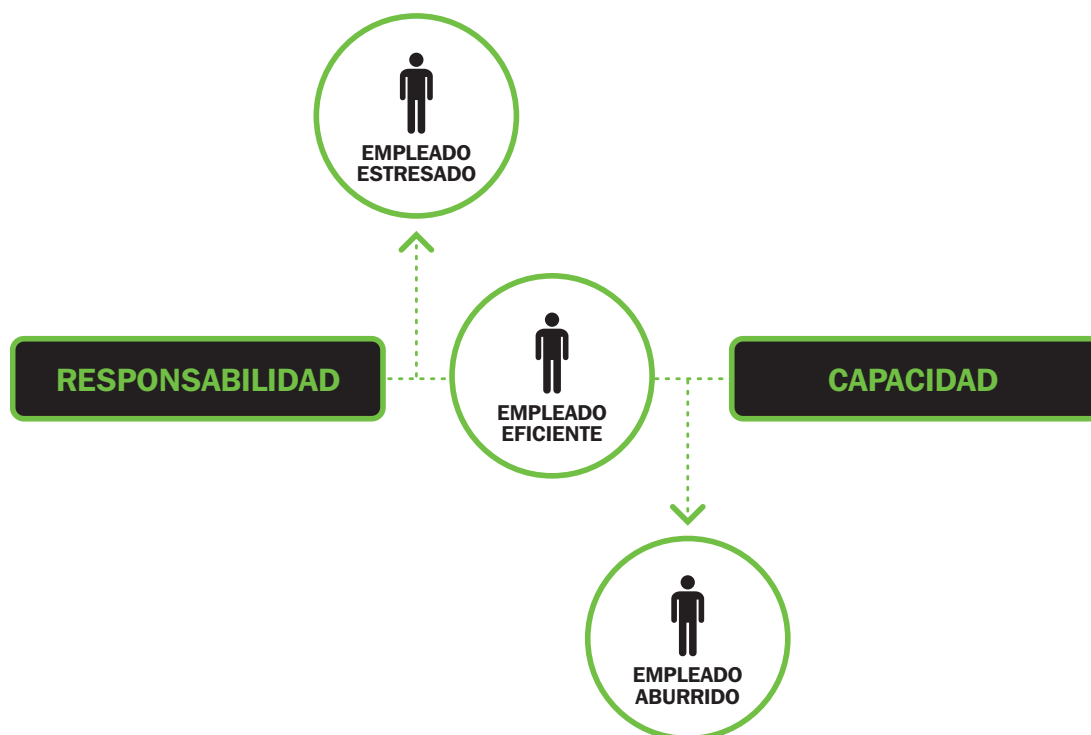 EMPLEADO
ESTRESADO
RESPONSABILIDAD
EMPLEADO
EFICIENTE
CAPACIDAD
EMPLEADO
ABURRIDO